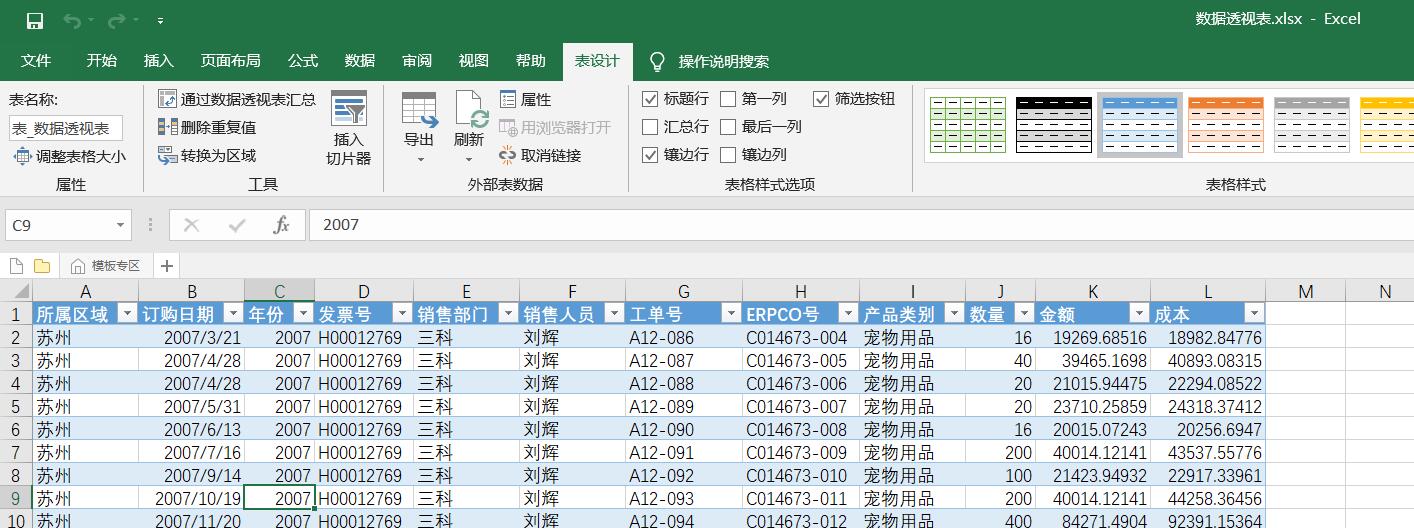 数据透视表.xlsx - Excel
文件 开始 插入 页面布局 公式 数据 审阅 视图 帮助 表设计 操作说明搜索
表名称: 通过数据透视表汇总 属性 标题行 第一列 筛选按钮
表_数据透视表 删除重复值 插入 切片器 导出 刷新 用浏览器打开 汇总行 最后一列
调整表格大小 转换为区域 取消链接 镶边行 镶边列
属性 工具 外部表数据 表格样式选项 表格样式
C9 fx 2007
模板专区
A B C D E F G H I J K L M N
1 所属区域 订购日期 年份 发票号 销售部门 销售人员 工单号 ERPCO号 产品类别 数量 金额 成本
2 苏州 2007/3/21 2007 H00012769 三科 刘辉 A12-086 C014673-004 宠物用品 16 19269.68516 18982.84776
3 苏州 2007/4/28 2007 H00012769 三科 刘辉 A12-087 C014673-005 宠物用品 40 39465.1698 40893.08315
4 苏州 2007/4/28 2007 H00012769 三科 刘辉 A12-088 C014673-006 宠物用品 20 21015.94475 22294.08522
5 苏州 2007/5/31 2007 H00012769 三科 刘辉 A12-089 C014673-007 宠物用品 20 23710.25859 24318.37412
6 苏州 2007/6/13 2007 H00012769 三科 刘辉 A12-090 C014673-008 宠物用品 16 20015.07243 20256.6947
7 苏州 2007/7/16 2007 H00012769 三科 刘辉 A12-091 C014673-009 宠物用品 200 40014.12141 43537.55776
8 苏州 2007/9/14 2007 H00012769 三科 刘辉 A12-092 C014673-010 宠物用品 100 21423.94932 22917.33961
9 苏州 2007/10/19 2007 H00012769 三科 刘辉 A12-093 C014673-011 宠物用品 200 40014.12141 44258.36456
10 苏州 2007/11/20 2007 H00012769 三科 刘辉 A12-094 C014673-012 宠物用品 400 84271.4904 92391.15364